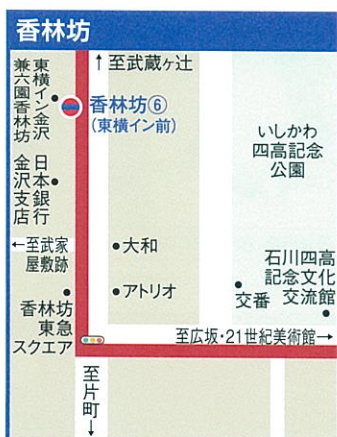 香林坊
↑至武蔵ヶ辻
東横イン金沢
兼六園香林坊
香林坊⑥
(東横イン前)
いしかわ
四高記念
公園
日本銀行
金沢支店
←至武家
屋敷跡
大和
アトリオ
石川四高
記念文化
交流館
交番
香林坊
東急
スクエア
至広坂・21世紀美術館→
至片町↓